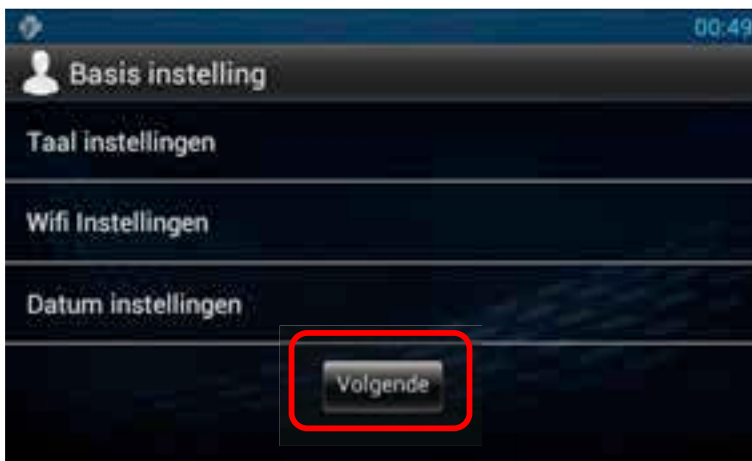 00:49
Basis instelling
Taal instellingen
Wifi Instellingen
Datum instellingen
Volgende